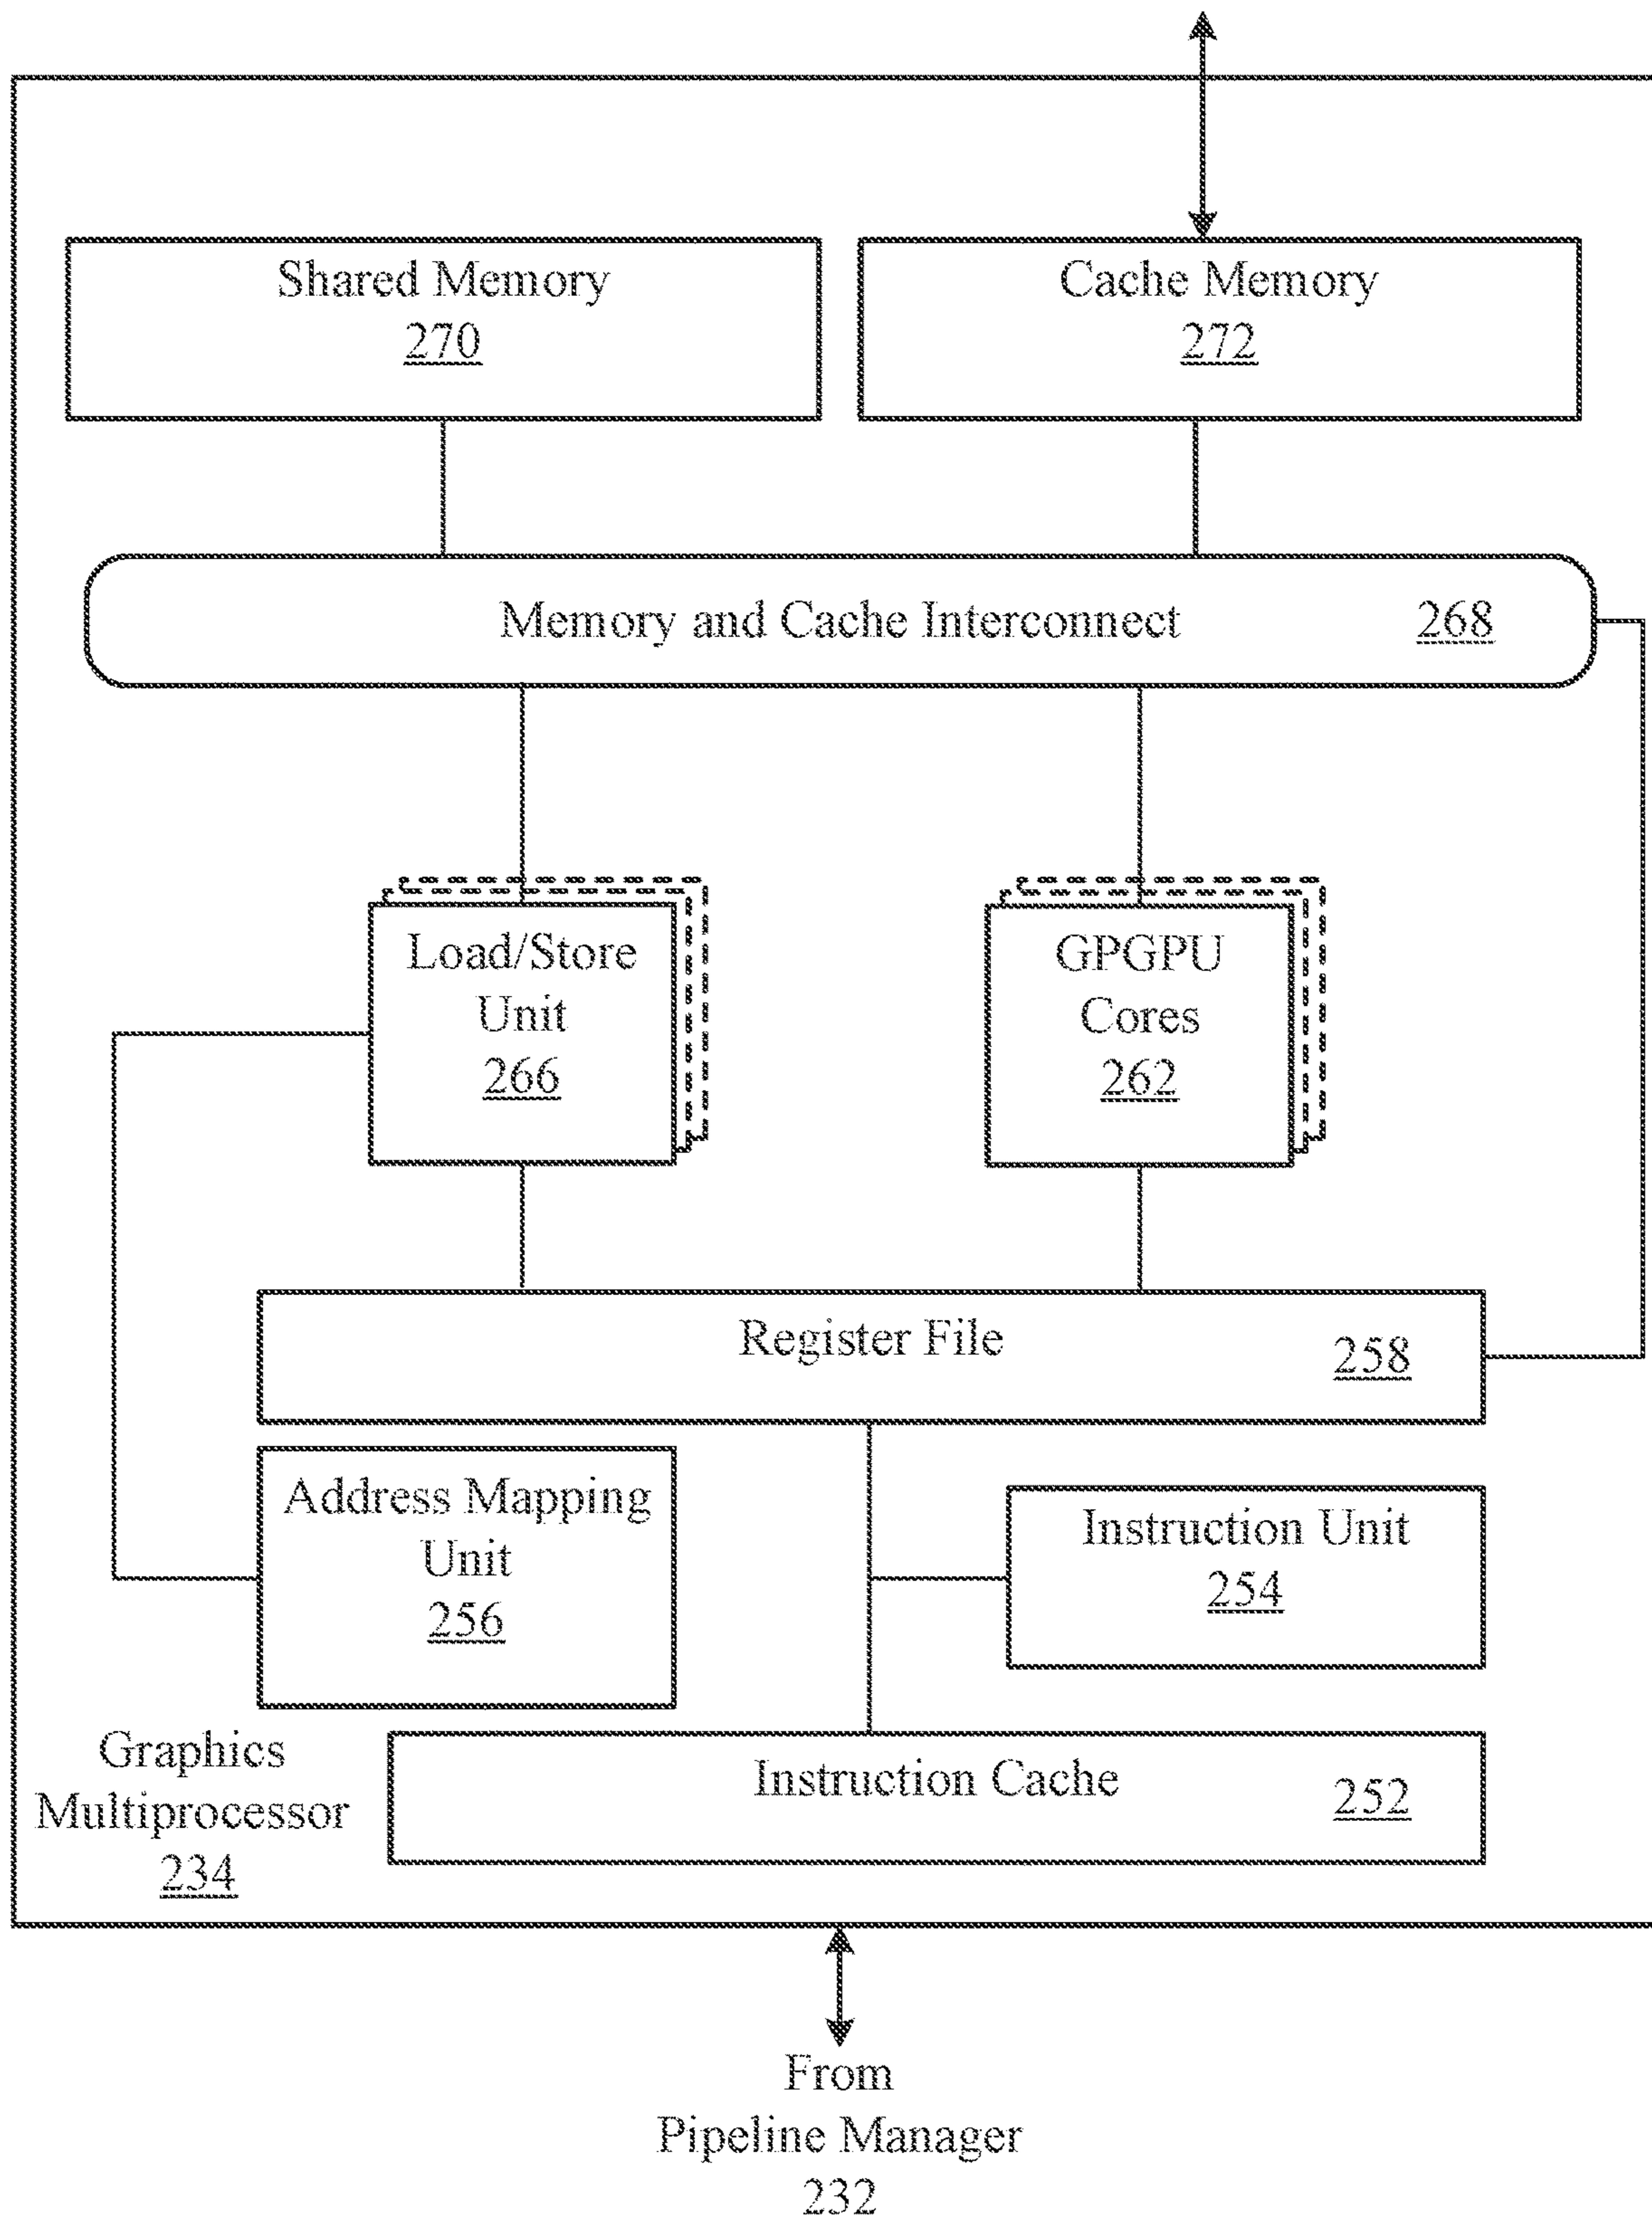 Shared Memory
270
Cache Memory
272
Memory and Cache Interconnect 268
Load/Store
Unit
266
GPGPU
Cores
262
Register File 258
Address Mapping
Unit
256
Instruction Unit
254
Graphics
Multiprocessor
234
Instruction Cache 252
From
Pipeline Manager
232